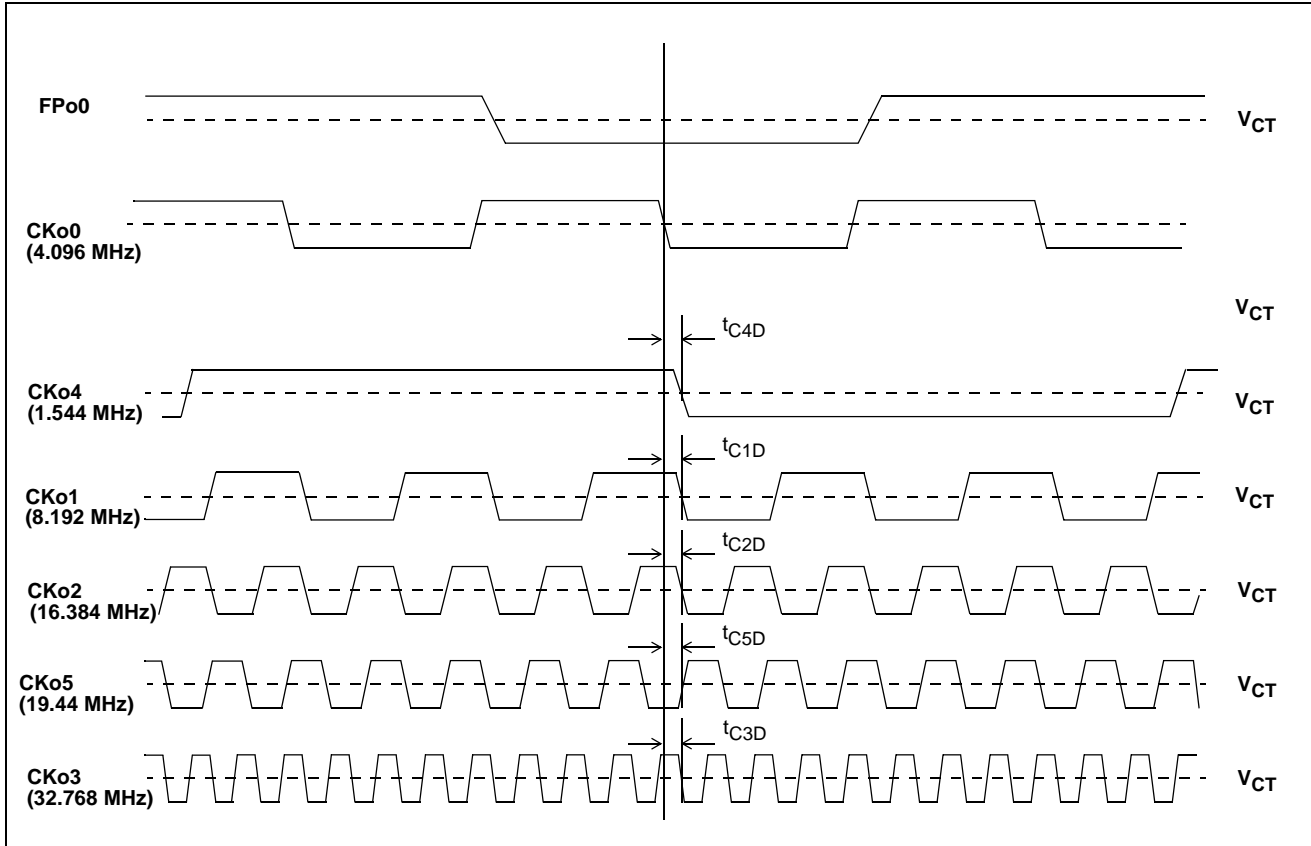 FPo0
V_CT
CKo0
(4.096 MHz)
V_CT
t_C4D
CKo4
(1.544 MHz)
V_CT
t_C1D
CKo1
(8.192 MHz)
V_CT
t_C2D
CKo2
(16.384 MHz)
V_CT
t_C5D
CKo5
(19.44 MHz)
V_CT
t_C3D
CKo3
(32.768 MHz)
V_CT